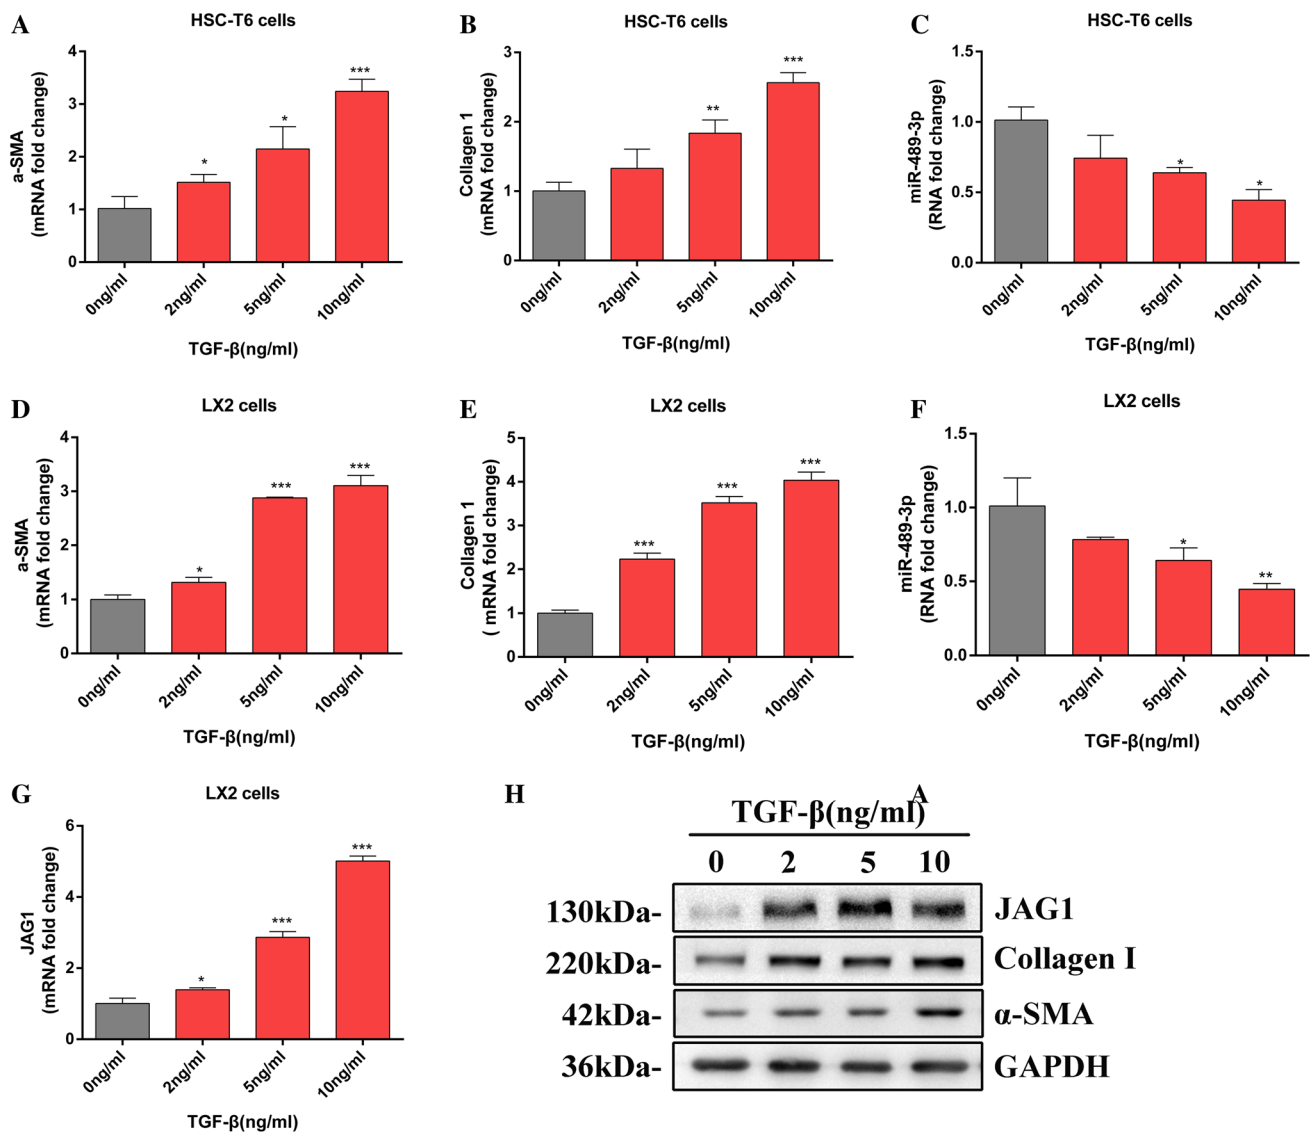 A
HSC-T6 cells
a-SMA
(mRNA fold change)
4
3
2
1
0
*
*
***
0ng/ml
2ng/ml
5ng/ml
10ng/ml
TGF-β(ng/ml)
B
HSC-T6 cells
Collagen 1
(mRNA fold change)
3
2
1
0
**
***
0ng/ml
2ng/ml
5ng/ml
10ng/ml
TGF-β(ng/ml)
C
HSC-T6 cells
miR-489-3p
(RNA fold change)
1.5
1.0
0.5
0.0
*
*
0ng/ml
2ng/ml
5ng/ml
10ng/ml
TGF-β(ng/ml)
D
LX2 cells
a-SMA
(mRNA fold change)
4
3
2
1
0
*
***
***
0ng/ml
2ng/ml
5ng/ml
10ng/ml
TGF-β(ng/ml)
E
LX2 cells
Collagen 1
( mRNA fold change)
5
4
3
2
1
0
***
***
***
0ng/ml
2ng/ml
5ng/ml
10ng/ml
TGF-β(ng/ml)
F
LX2 cells
miR-489-3p
(RNA fold change)
1.5
1.0
0.5
0.0
*
**
0ng/ml
2ng/ml
5ng/ml
10ng/ml
TGF-β(ng/ml)
G
LX2 cells
JAG1
(mRNA fold change)
6
4
2
0
*
***
***
0ng/ml
2ng/ml
5ng/ml
10ng/ml
TGF-β(ng/ml)
H
A
TGF-β(ng/ml)
0 2 5 10
130kDa- JAG1
220kDa- Collagen I
42kDa- α-SMA
36kDa- GAPDH